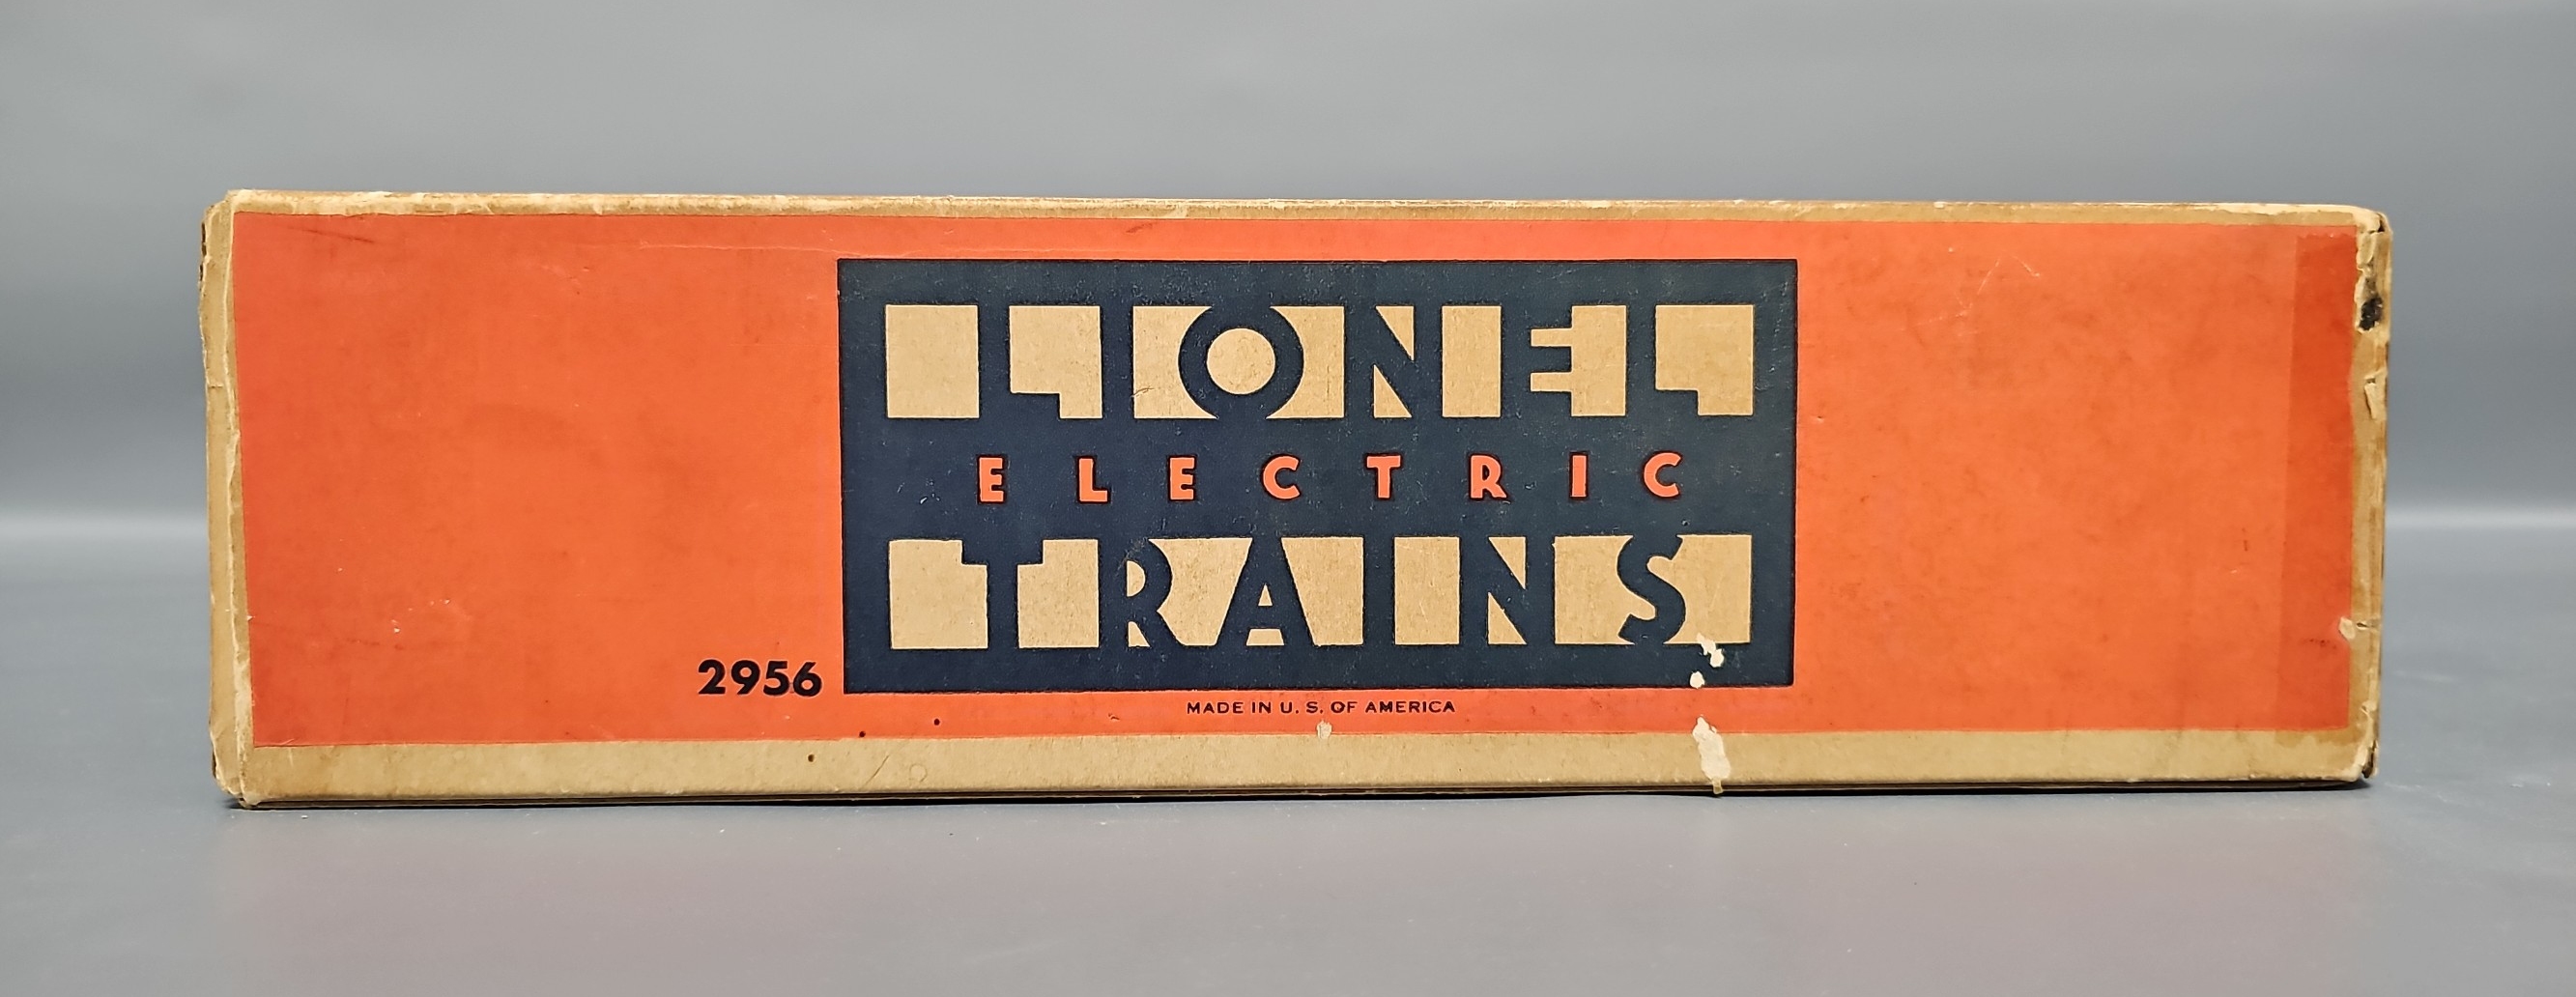 LIONEL
ELECTRIC
TRAINS
2956
MADE IN U. S. OF AMERICA